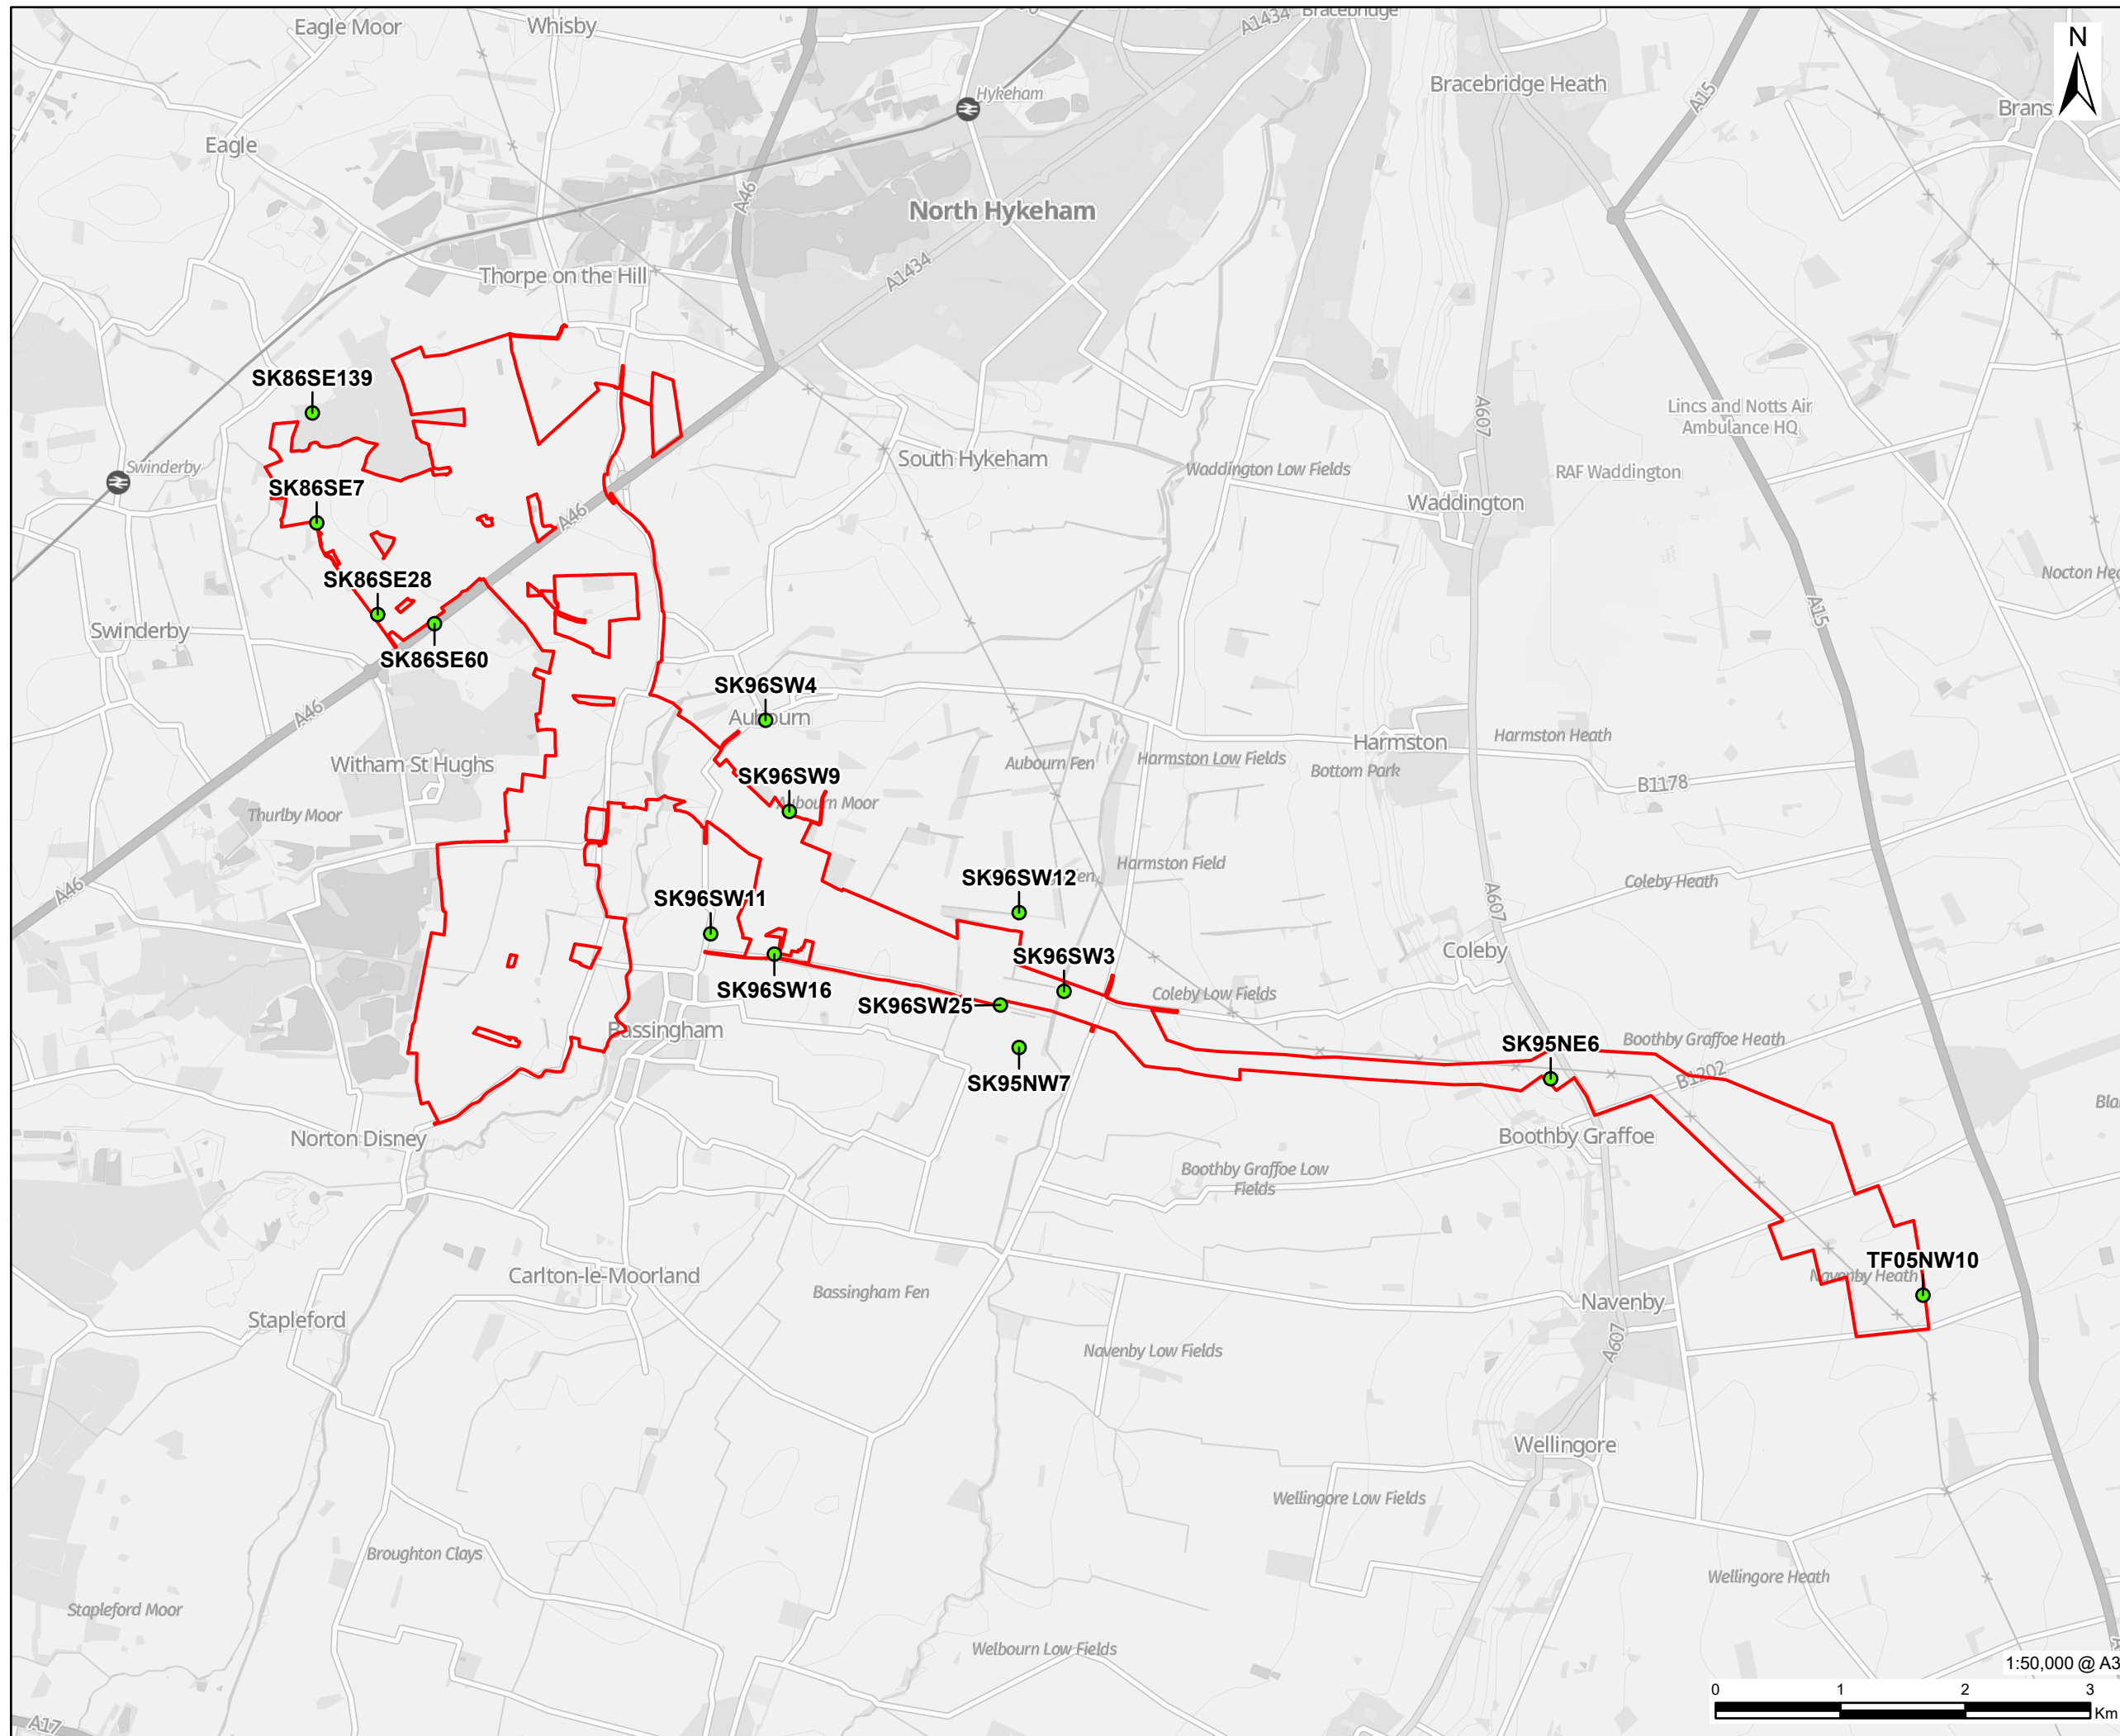 Eagle Moor
Whisby
A1434
Bracebridge
N
Hykeham
Bracebridge Heath
A15
Eagle
A46
North Hykeham
Thorpe on the Hill
A1434
SK86SE139
Lincs and Notts Air
Ambulance HQ
A607
Swinderby
South Hykeham
Waddington Low Fields
RAF Waddington
SK86SE7
Waddington
A46
SK86SE28
A15
Swinderby
SK86SE60
SK96SW4
Aubourn
A46
Harmston
Harmston Heath
Witham St Hughs
Aubourn Fen
Harmston Low Fields
Bottom Park
SK96SW9
B1178
Aubourn Moor
Thurlby Moor
Harmston Field
SK96SW12
Coleby Heath
A46
SK96SW11
A607
Coleby
SK96SW3
SK96SW16
Coleby Low Fields
SK96SW25
Bassingham
SK95NE6
Boothby Graffoe Heath
SK95NW7
B1202
Norton Disney
Boothby Graffoe
Boothby Graffoe Low
Fields
TF05NW10
Carlton-le-Moorland
Navenby Heath
Bassingham Fen
Navenby
Stapleford
A607
Navenby Low Fields
Wellingore
Wellingore Low Fields
Broughton Clays
Wellingore Heath
Stapleford Moor
Welbourn Low Fields
1:50,000 @ A3
0 1 2 3
Km
A17